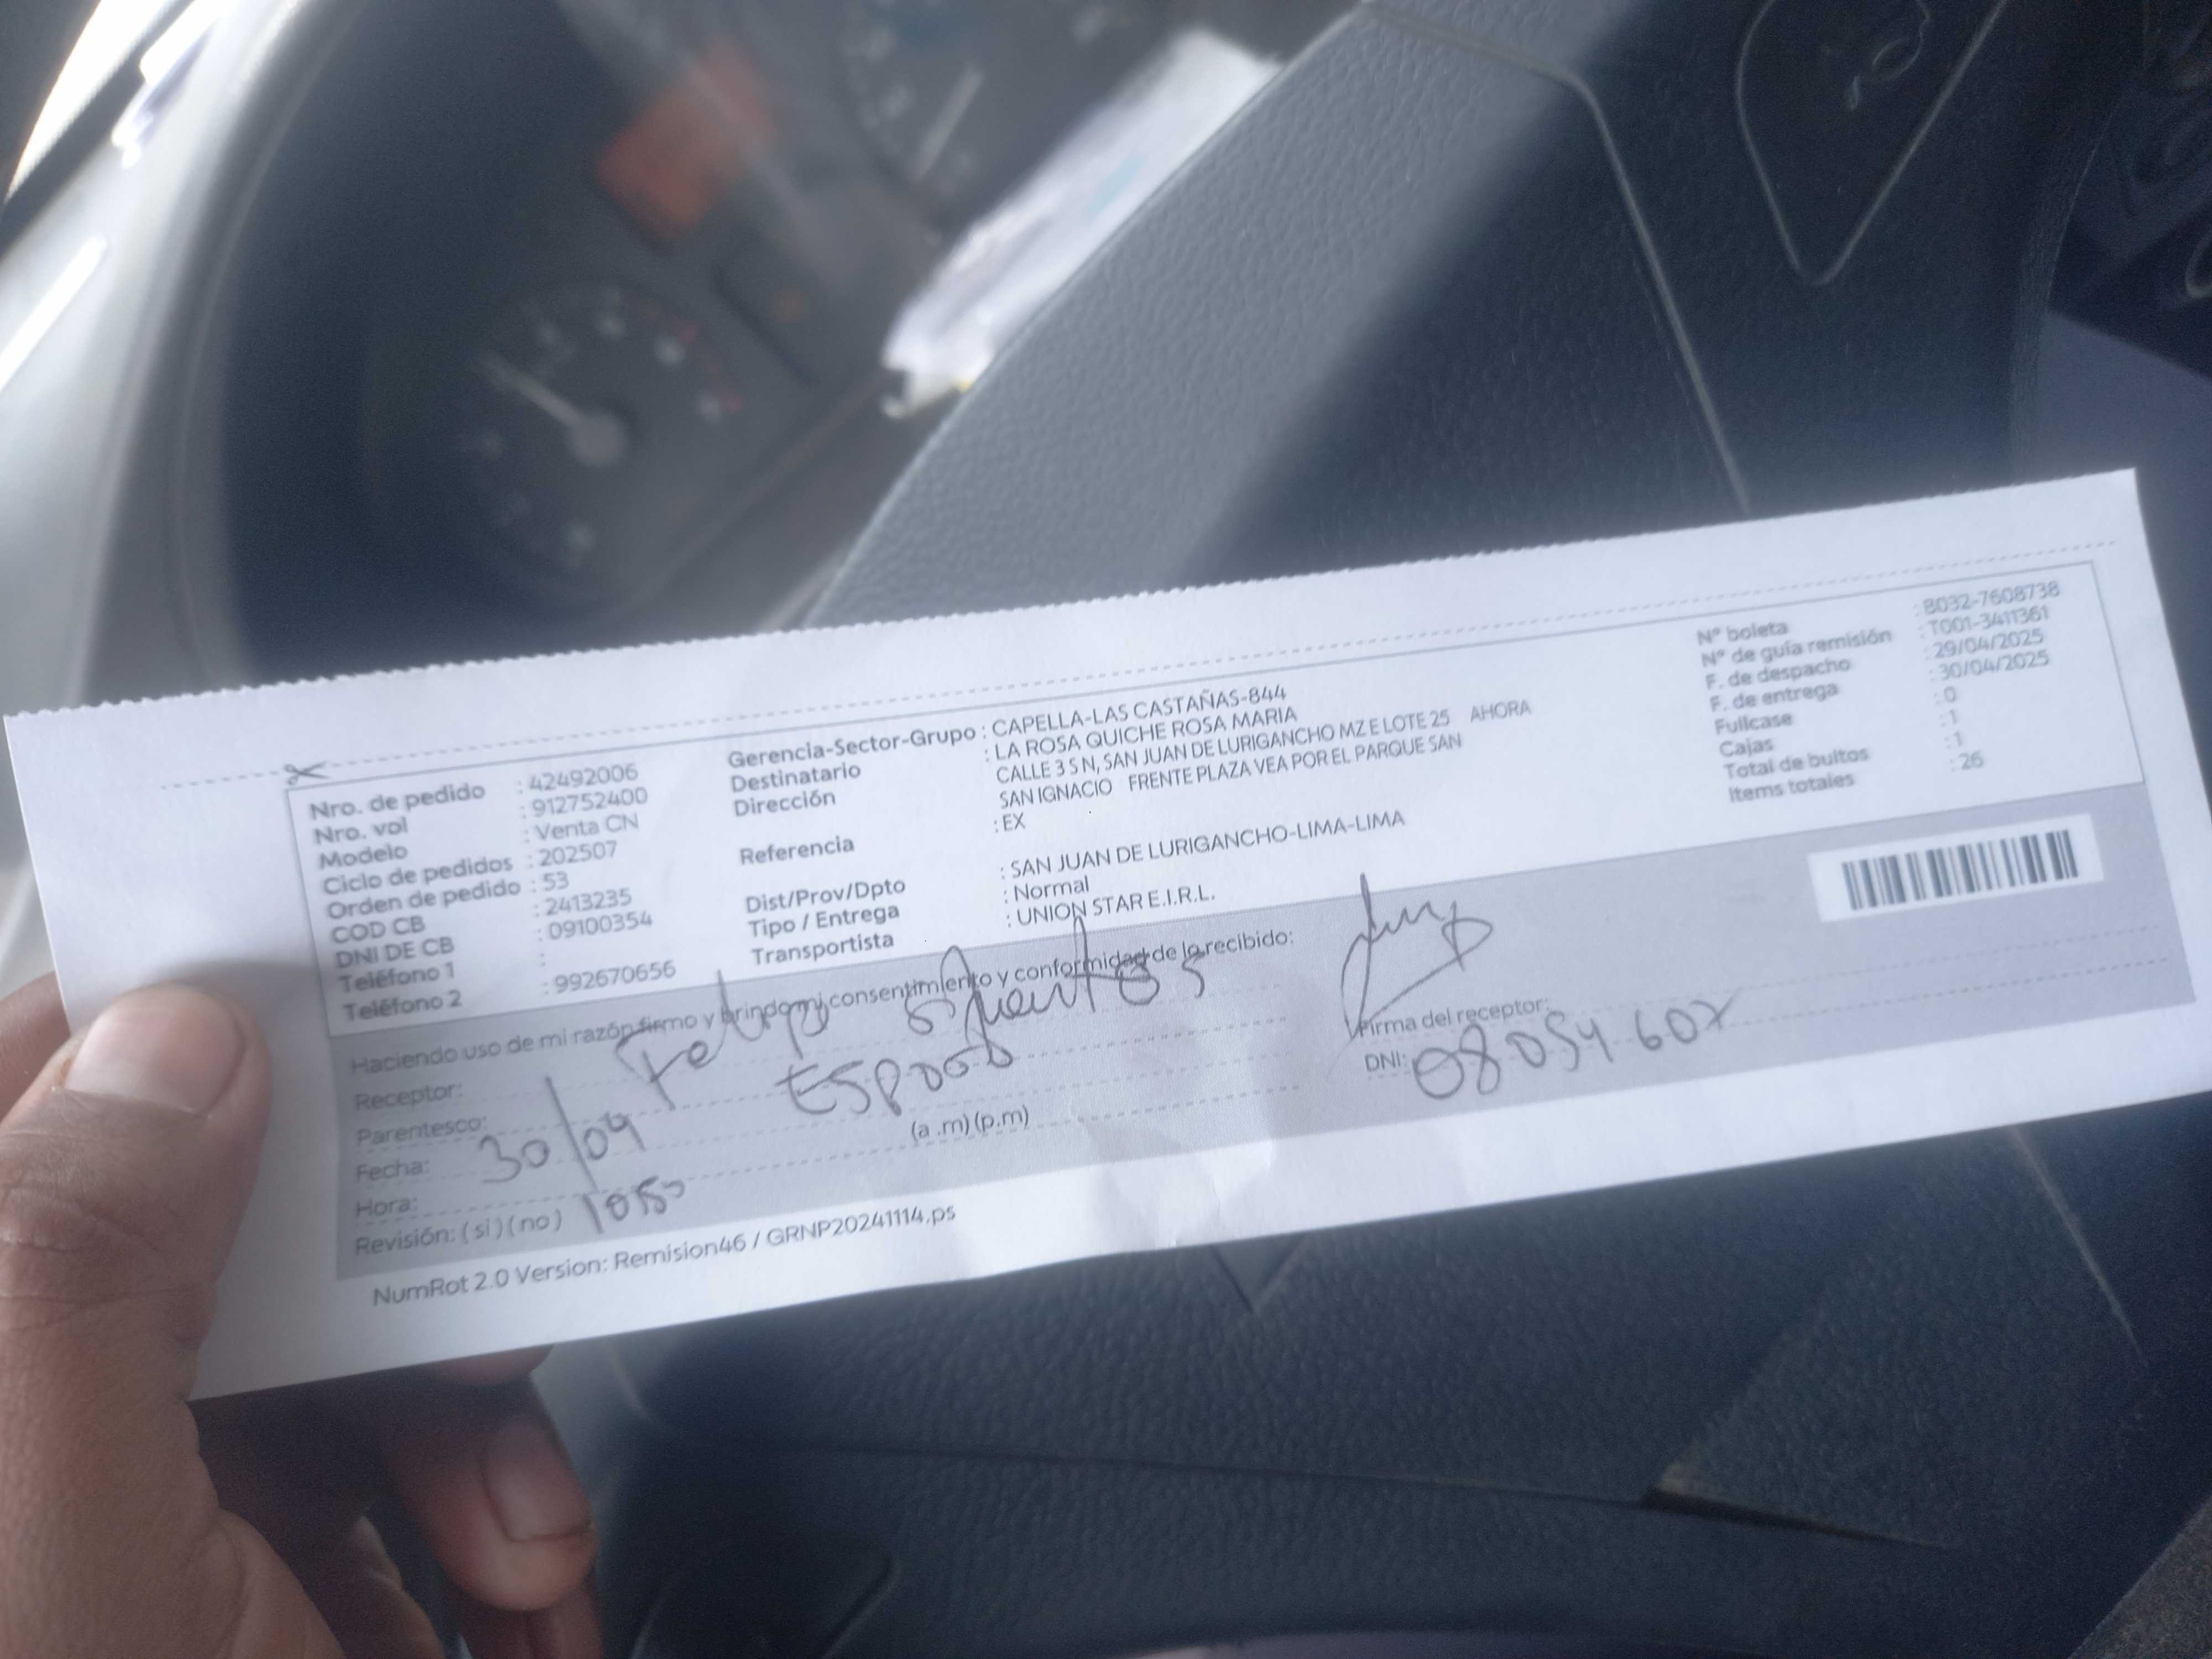 Nro. de pedido : 42492006
Nro. vol : 912752400
Modelo : Venta CN
Ciclo de pedidos : 202507
Orden de pedido : 53
COD CB : 2413235
DNI DE CB : 09100354
Teléfono 1 :
Teléfono 2 : 992670656
Gerencia-Sector-Grupo : CAPELLA-LAS CASTAÑAS-844
Destinatario : LA ROSA QUICHE ROSA MARIA
Dirección CALLE 3 S N, SAN JUAN DE LURIGANCHO MZ E LOTE 25 AHORA
SAN IGNACIO FRENTE PLAZA VEA POR EL PARQUE SAN
Referencia : EX
Dist/Prov/Dpto : SAN JUAN DE LURIGANCHO-LIMA-LIMA
Tipo / Entrega : Normal
Transportista : UNION STAR E.I.R.L.
N° boleta : B032-7608738
N° de guía remisión : T001-3411361
F. de despacho : 29/04/2025
F. de entrega : 30/04/2025
Fullcase : 0
Cajas : 1
Total de bultos : 1
Items totales : 26
Haciendo uso de mi razón firmo y brindo mi consentimiento y conformidad de lo recibido:
Receptor:
Parentesco: Esposo
Fecha: 30/04
Hora: (a .m) (p.m)
Revisión: ( si ) ( no ) 1050
Firma del receptor:
DNI: 08054607
NumRot 2.0 Version: Remision46 / GRNP20241114.ps